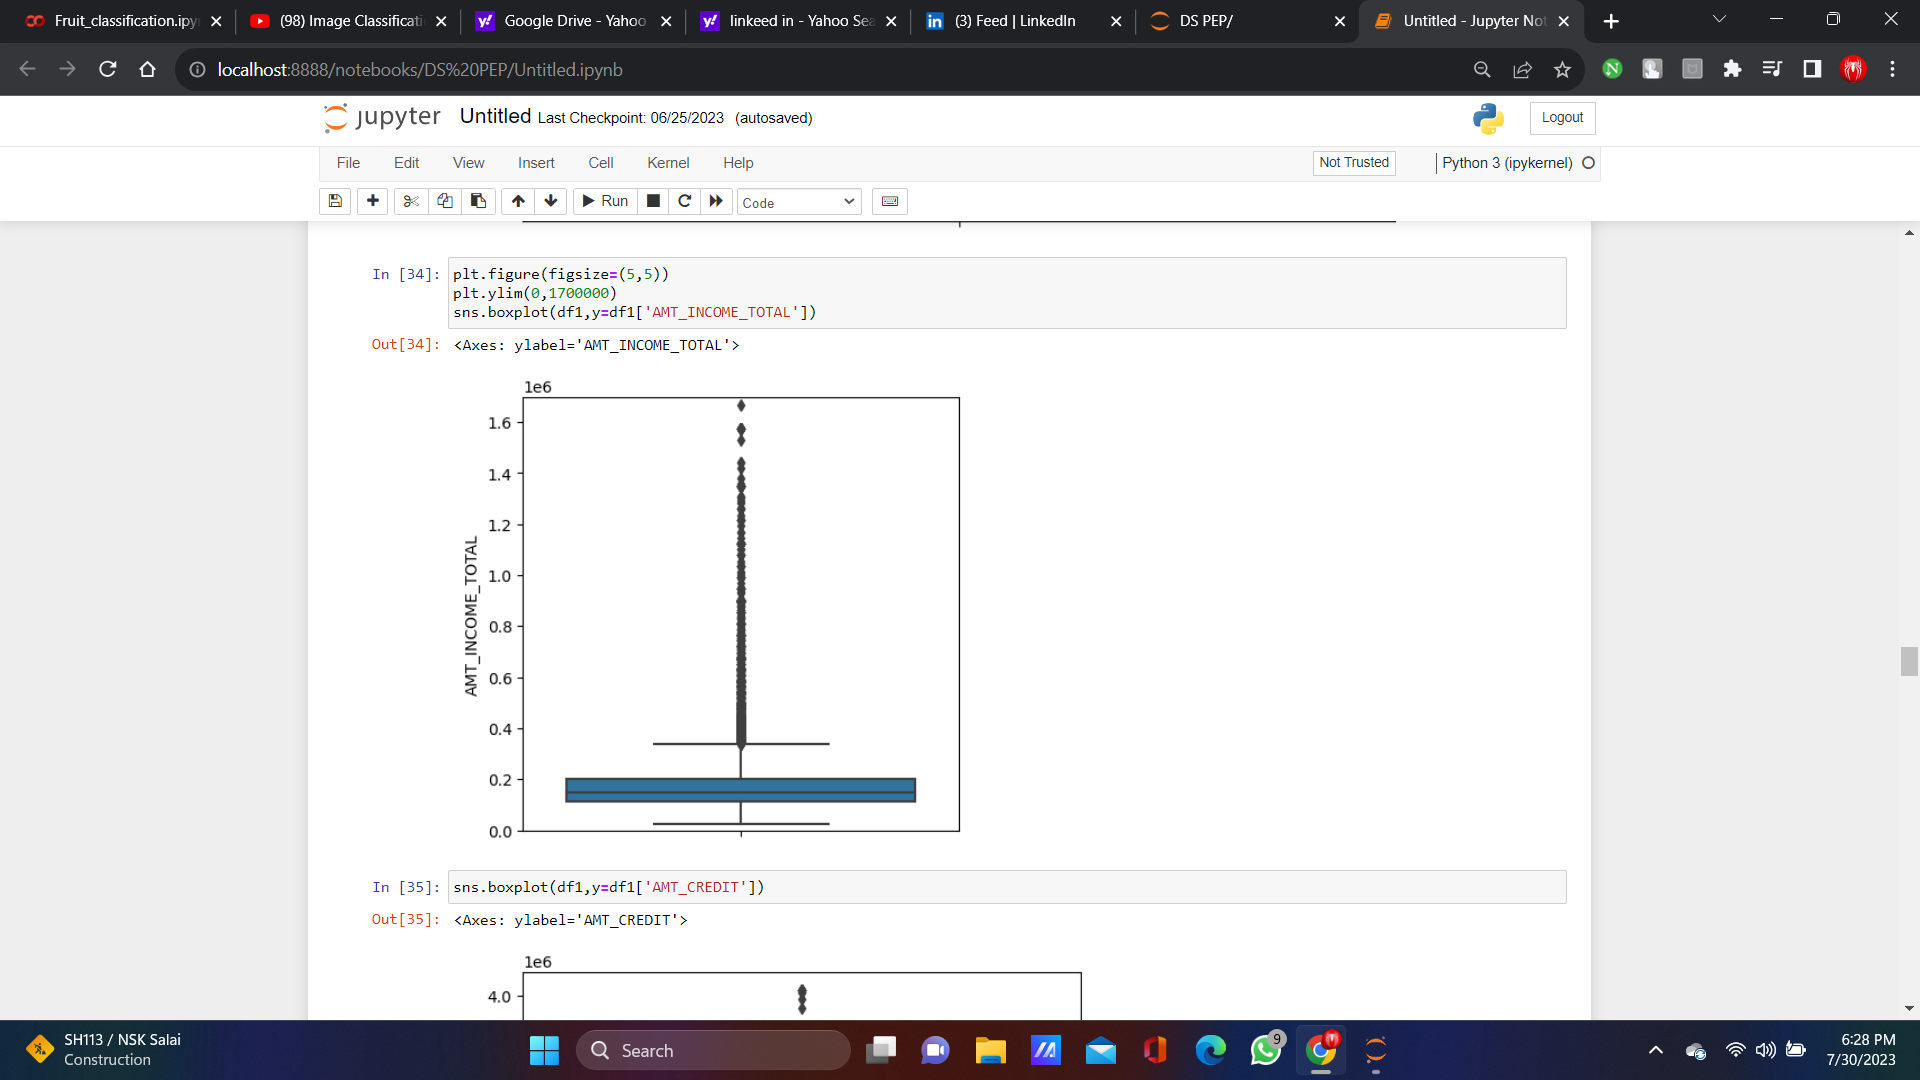 Fruit_classification.ipy
(98) Image Classificati
Google Drive - Yahoo
linkeed in - Yahoo Sea
(3) Feed | LinkedIn
DS PEP/
Untitled - Jupyter Not
localhost:8888/notebooks/DS%20PEP/Untitled.ipynb
jupyter Untitled Last Checkpoint: 06/25/2023 (autosaved)
Logout
File Edit View Insert Cell Kernel Help
Not Trusted
Python 3 (ipykernel)
Run
Code
In [34]:
plt.figure(figsize=(5,5))
plt.ylim(0,1700000)
sns.boxplot(df1,y=df1['AMT_INCOME_TOTAL'])
Out[34]: <Axes: ylabel='AMT_INCOME_TOTAL'>
1e6
1.6
1.4
1.2
1.0
0.8
0.6
0.4
0.2
0.0
AMT_INCOME_TOTAL
In [35]: sns.boxplot(df1,y=df1['AMT_CREDIT'])
Out[35]: <Axes: ylabel='AMT_CREDIT'>
1e6
4.0
SH113 / NSK Salai
Construction
Search
9
6:28 PM
7/30/2023